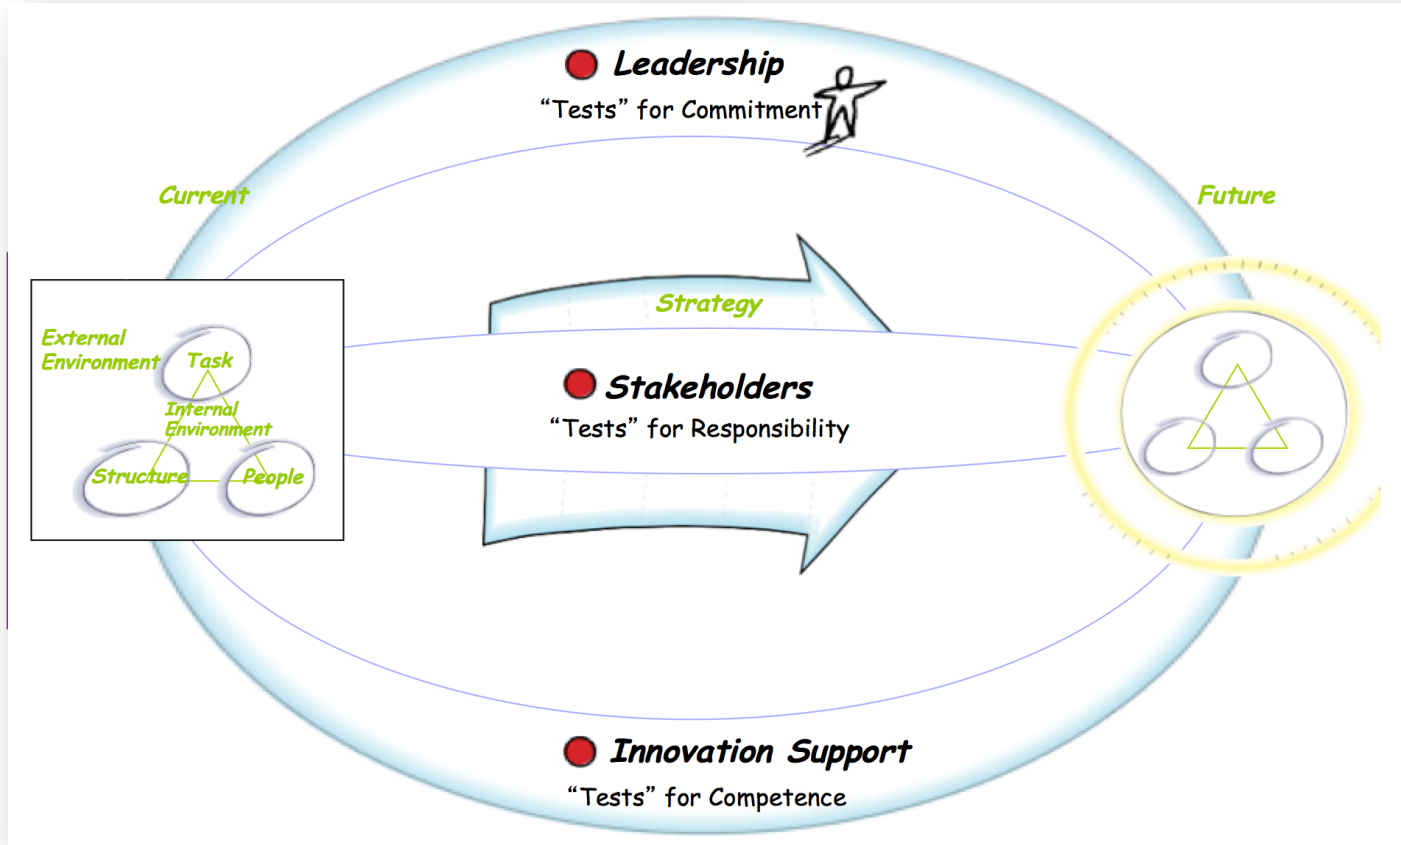 Leadership
“Tests” for Commitment
Current
Future
Strategy
External
Environment
Task
Internal
Environment
Structure
People
Stakeholders
“Tests” for Responsibility
Innovation Support
“Tests” for Competence